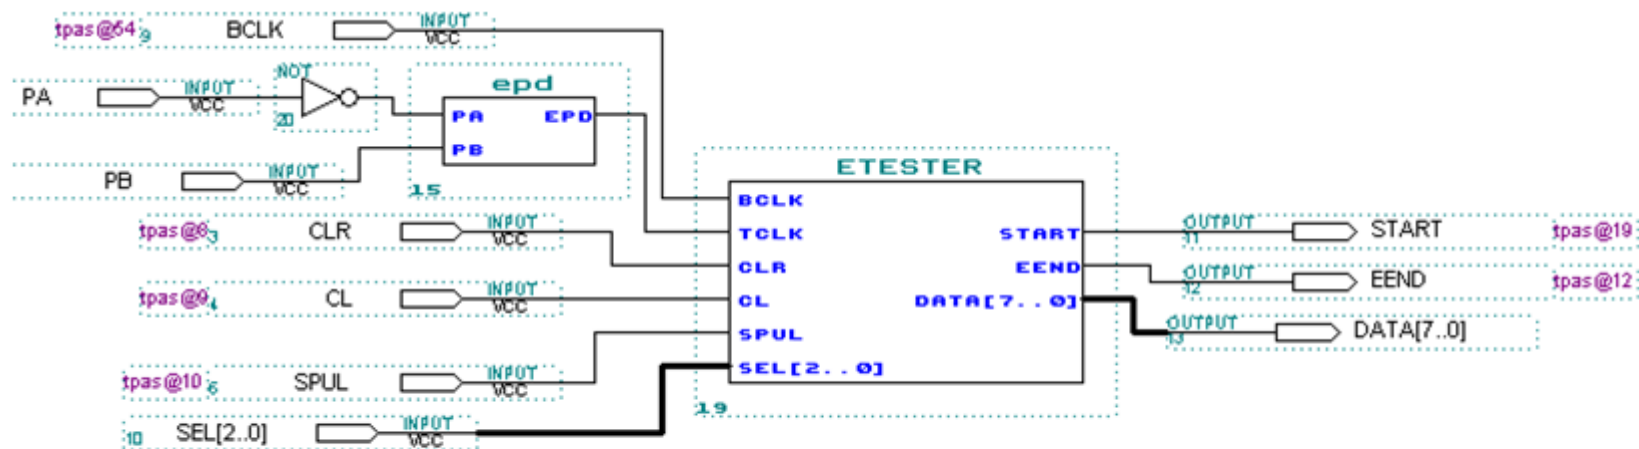 tpas@54 9 BCLK INPUT VCC
PA INPUT VCC NOT 20
epd
PA EPD
PB
15
PB INPUT VCC
ETESTER
BCLK
TCLK START
CLR EEND
CL DATA[7..0]
SPUL
SEL[2..0]
19
tpas@8 3 CLR INPUT VCC
tpas@9 4 CL INPUT VCC
tpas@10 6 SPUL INPUT VCC
10 SEL[2..0] INPUT VCC
OUTPUT 11 START tpas@19
OUTPUT 12 EEND tpas@12
OUTPUT 13 DATA[7..0]